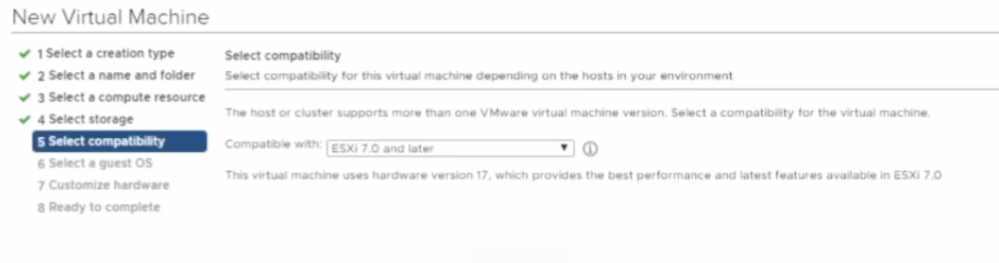 New Virtual Machine
1 Select a creation type
2 Select a name and folder
3 Select a compute resource
4 Select storage
5 Select compatibility
6 Select a guest OS
7 Customize hardware
8 Ready to complete
Select compatibility
Select compatibility for this virtual machine depending on the hosts in your environment
The host or cluster supports more than one VMware virtual machine version. Select a compatibility for the virtual machine.
Compatible with: ESXi 7.0 and later
This virtual machine uses hardware version 17, which provides the best performance and latest features available in ESXi 7.0